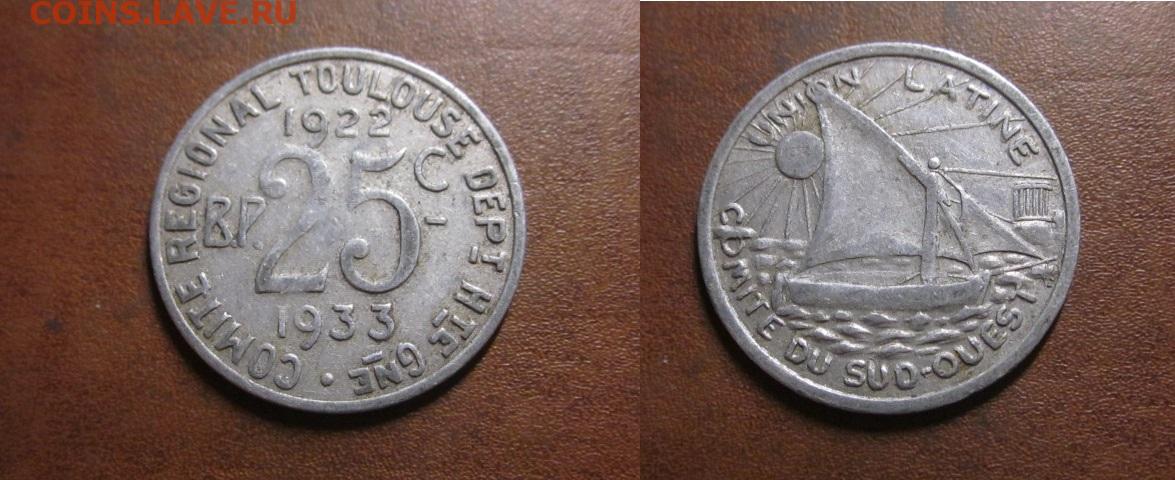 COINS.LAVE.RU
COMITE REGIONAL TOULOUSE DEPT HTE GNE
1922
B.P. 25 C
1933
UNION LATINE
COMITE DU SUD-OUEST